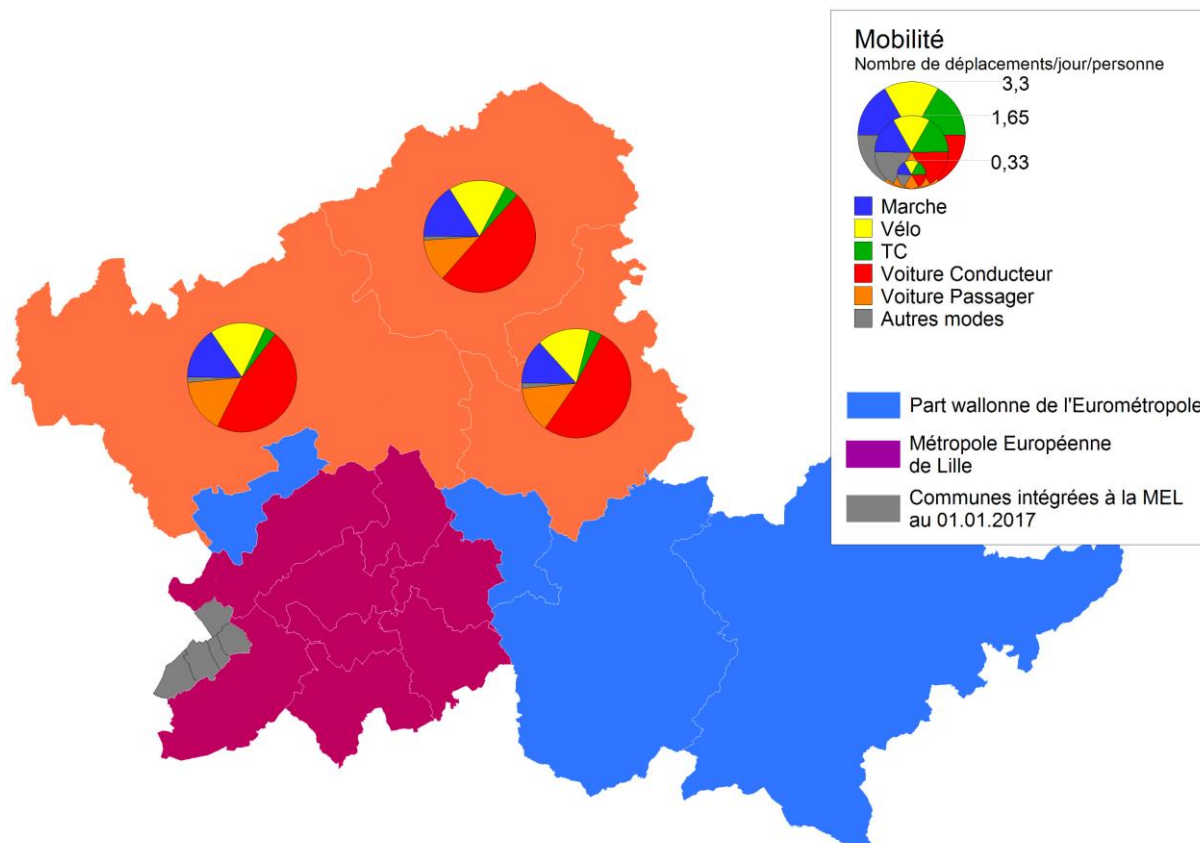 Mobilité
Nombre de déplacements/jour/personne
3,3
1,65
0,33
Marche
Vélo
TC
Voiture Conducteur
Voiture Passager
Autres modes
Part wallonne de l'Eurométropole
Métropole Européenne
de Lille
Communes intégrées à la MEL
au 01.01.2017